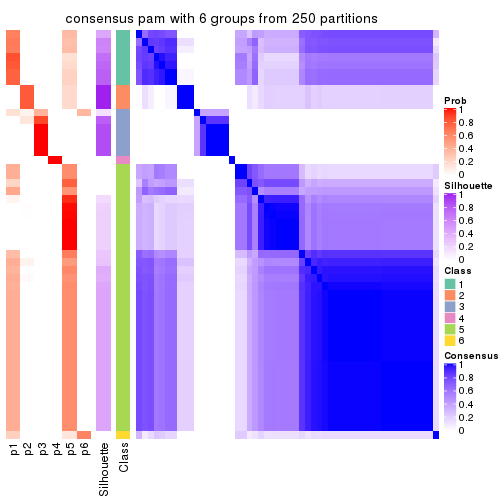 consensus pam with 6 groups from 250 partitions
Prob
1
0.8
0.6
0.4
0.2
0
Silhouette
1
0.8
0.6
0.4
0.2
0
Class
1
2
3
4
5
6
Consensus
1
0.8
0.6
0.4
0.2
0
p1
p2
p3
p4
p5
p6
Silhouette
Class